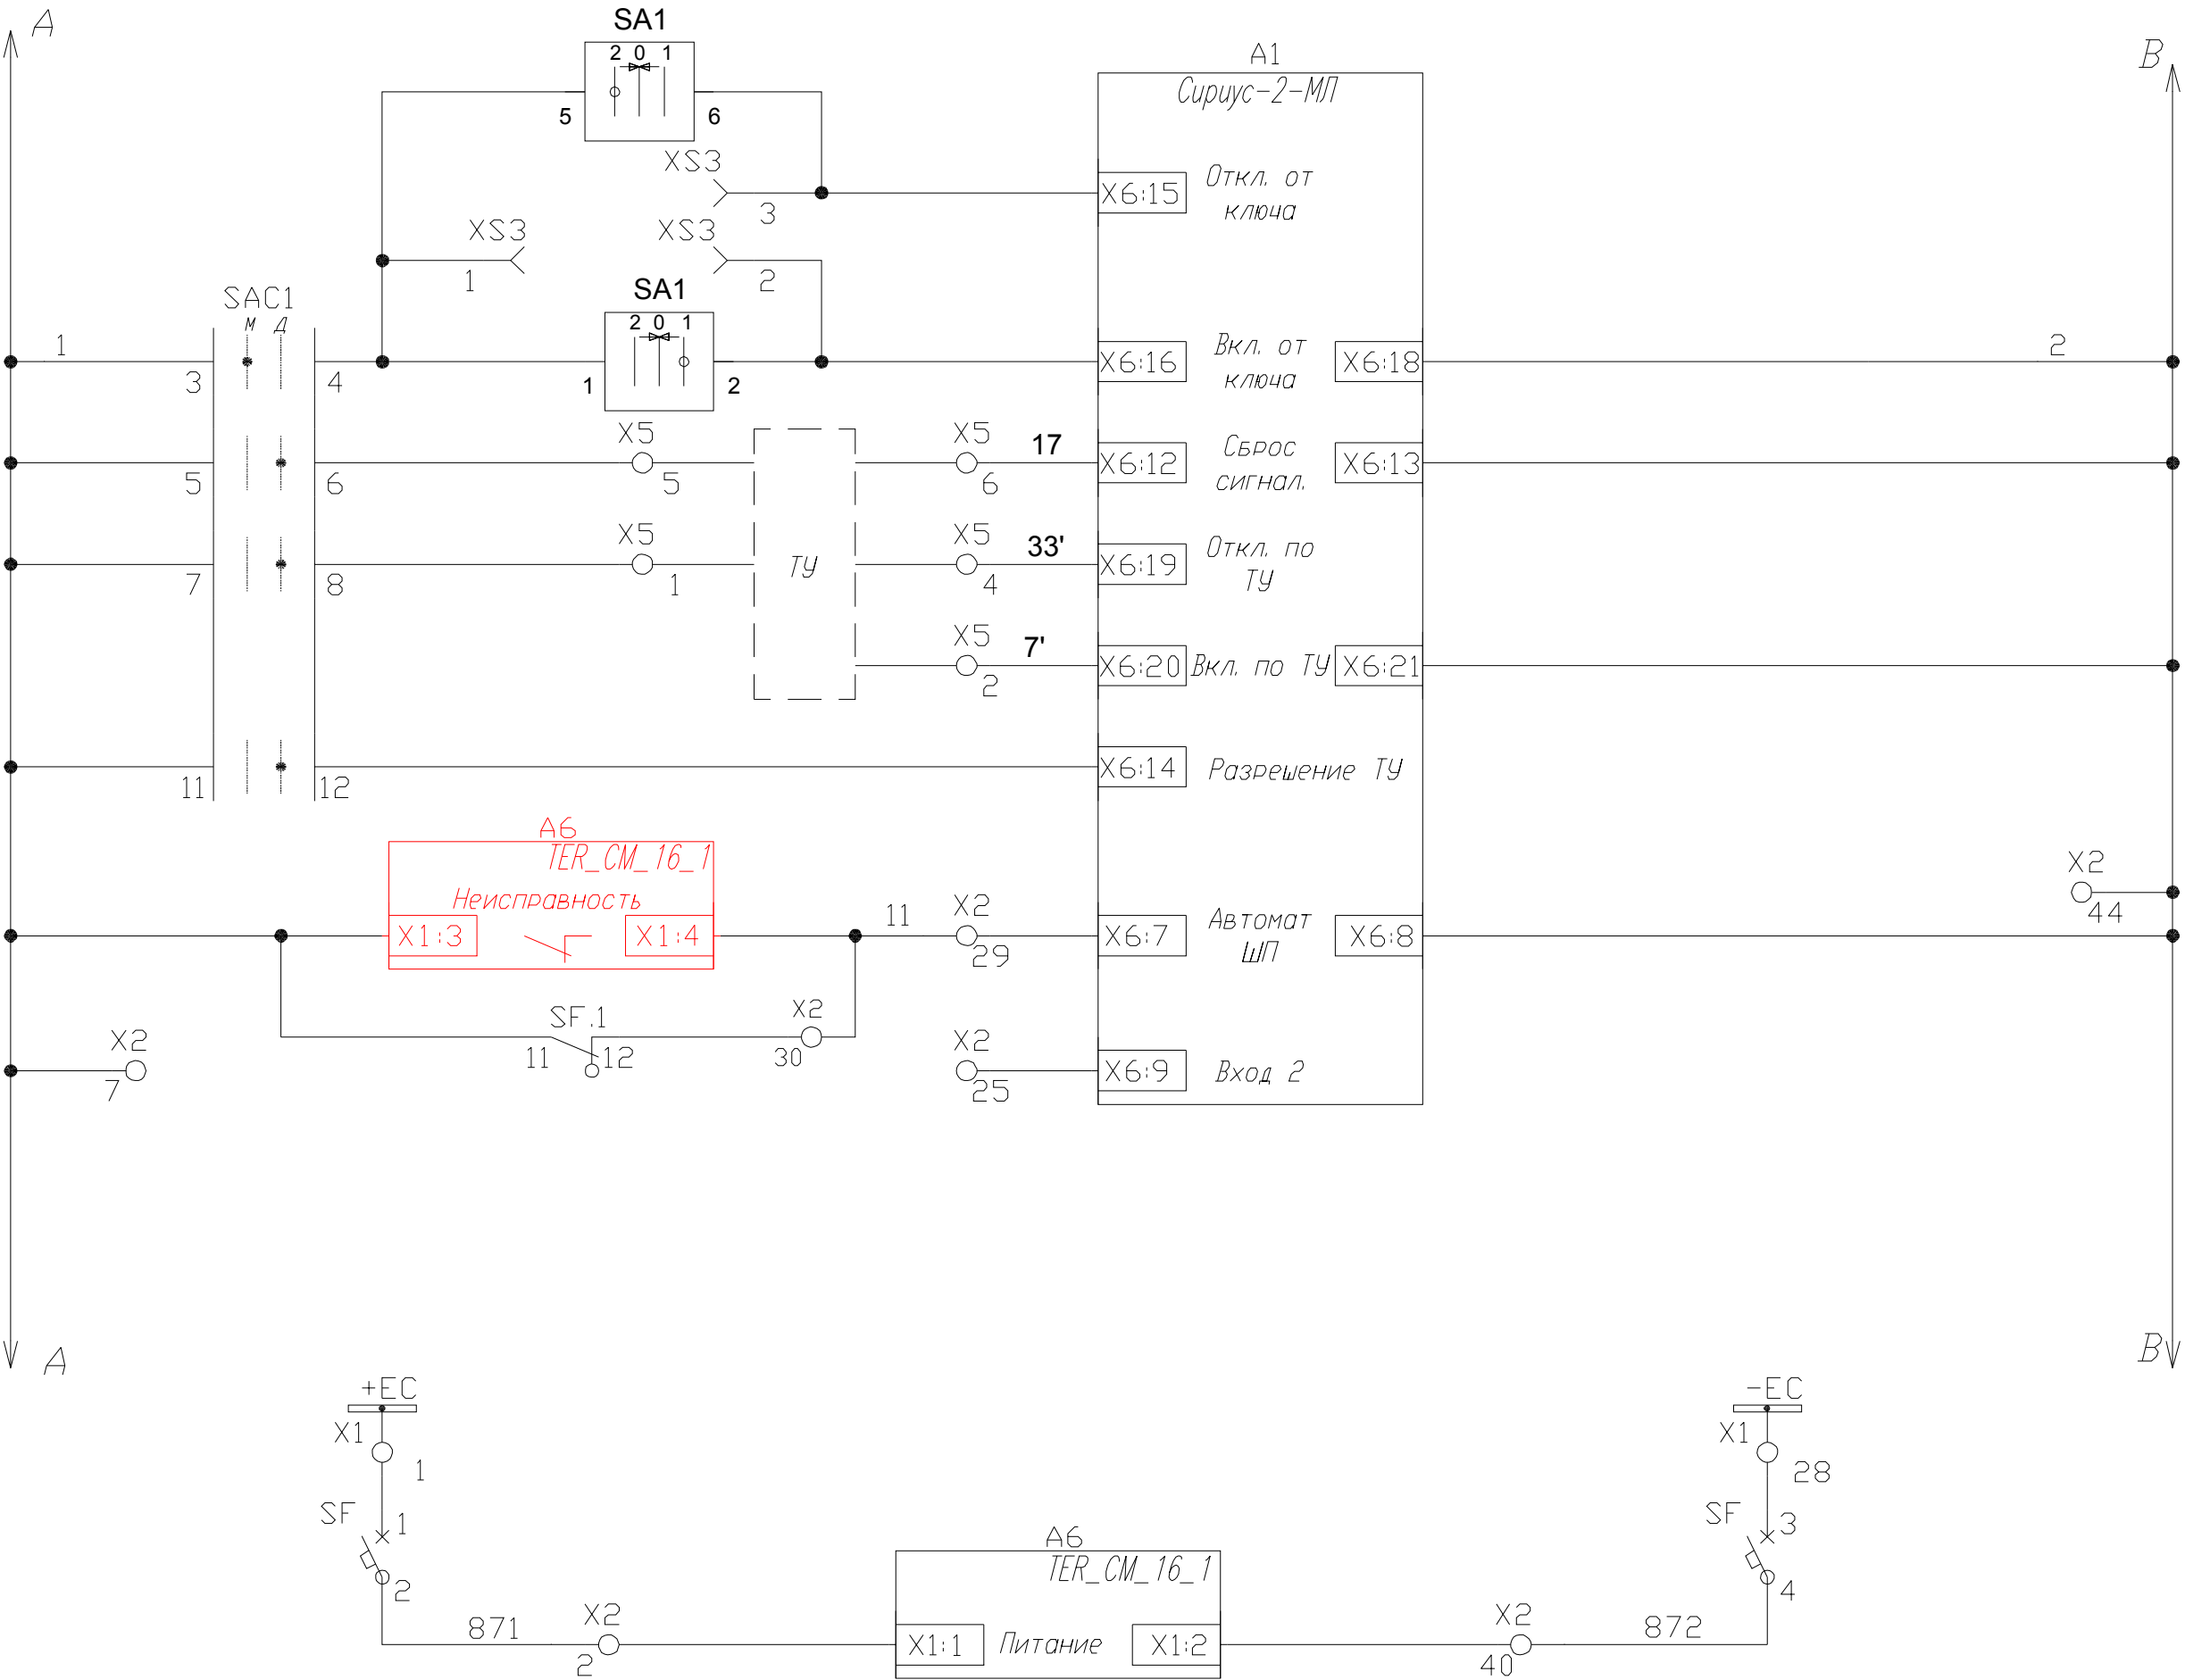 A
SA1
2 0 1
5
6
A1
Сириус-2-МЛ
B
XS3
3
X6:15
Откл. от
ключа
XS3
1
XS3
2
SA1
2 0 1
1
2
SAC1
М Д
1
3
4
X6:16
Вкл. от
ключа
X6:18
2
5
6
X5
5
X5
6
17
X6:12
Сброс
сигнал.
X6:13
7
8
X5
1
ТУ
X5
4
33'
X6:19
Откл. по
ТУ
X5
2
7'
X6:20
Вкл. по ТУ
X6:21
11
12
X6:14
Разрешение ТУ
A6
TER_CM_16_1
Неисправность
X1:3
X1:4
11
X2
29
X6:7
Автомат
ШП
X6:8
X2
44
SF.1
11
12
X2
30
X2
7
X2
25
X6:9
Вход 2
A
B
+EC
X1
1
SF
1
2
871
X2
2
A6
TER_CM_16_1
X1:1
Питание
X1:2
X2
40
872
-EC
X1
28
SF
3
4